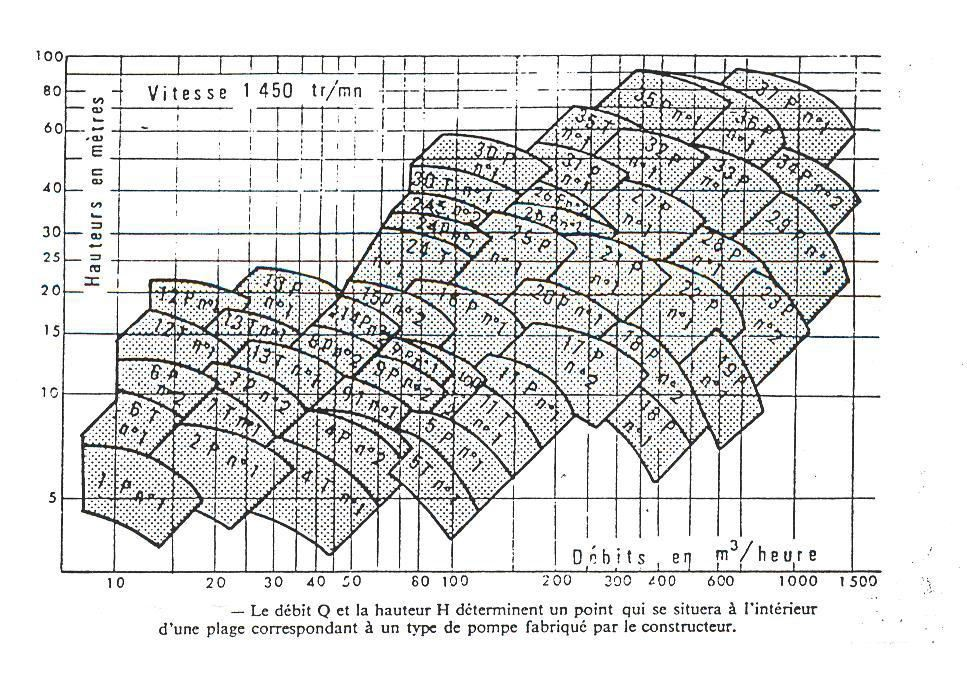 100
80
60
40
30
25
20
15
10
5
Hauteurs en mètres
Vitesse 1 450 tr/mn
37 P n°1
35 P n°1
36 P n°1
35 T n°1
32 P
33 P n°1
34 P n°2
30 P n°1
31 P n°1
30 T n°1
27 P n°1
29 P n°1
28 P n°1
25 P n°1
24 T
21 P n°1
22 P n°1
23 P n°2
13 P n°1
12 P n°2
20 P n°1
16 P n°1
15 P n°2
14 P n°2
13 T n°1
12 T n°1
8 P n°2
17 P n°2
18 P n°2
19 P n°1
9 P n°2
11 P n°1
11 T n°1
6 P n°2
7 P n°2
6 T n°1
7 T n°1
18 P n°1
4 P n°2
5 P n°1
2 P n°1
5 T n°1
4 T n°1
1 P n°1
Débits en m³/heure
10 20 30 40 50 80 100 200 300 400 600 1000 1500
— Le débit Q et la hauteur H déterminent un point qui se situera à l'intérieur
d'une plage correspondant à un type de pompe fabriqué par le constructeur.